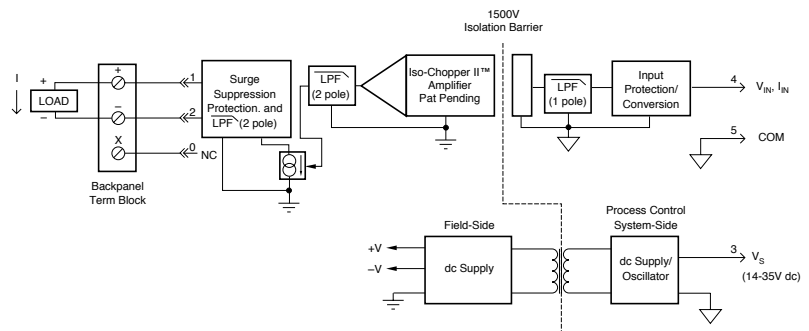 1500V
Isolation Barrier
I
+
LOAD
–
+
–
X
Backpanel
Term Block
1
2
0
NC
Surge
Suppression
Protection. and
LPF (2 pole)
LPF
(2 pole)
Iso-Chopper II™
Amplifier
Pat Pending
LPF
(1 pole)
Input
Protection/
Conversion
4
VIN, IIN
5
COM
Field-Side
+V
–V
dc Supply
Process Control
System-Side
dc Supply/
Oscillator
3
VS
(14-35V dc)